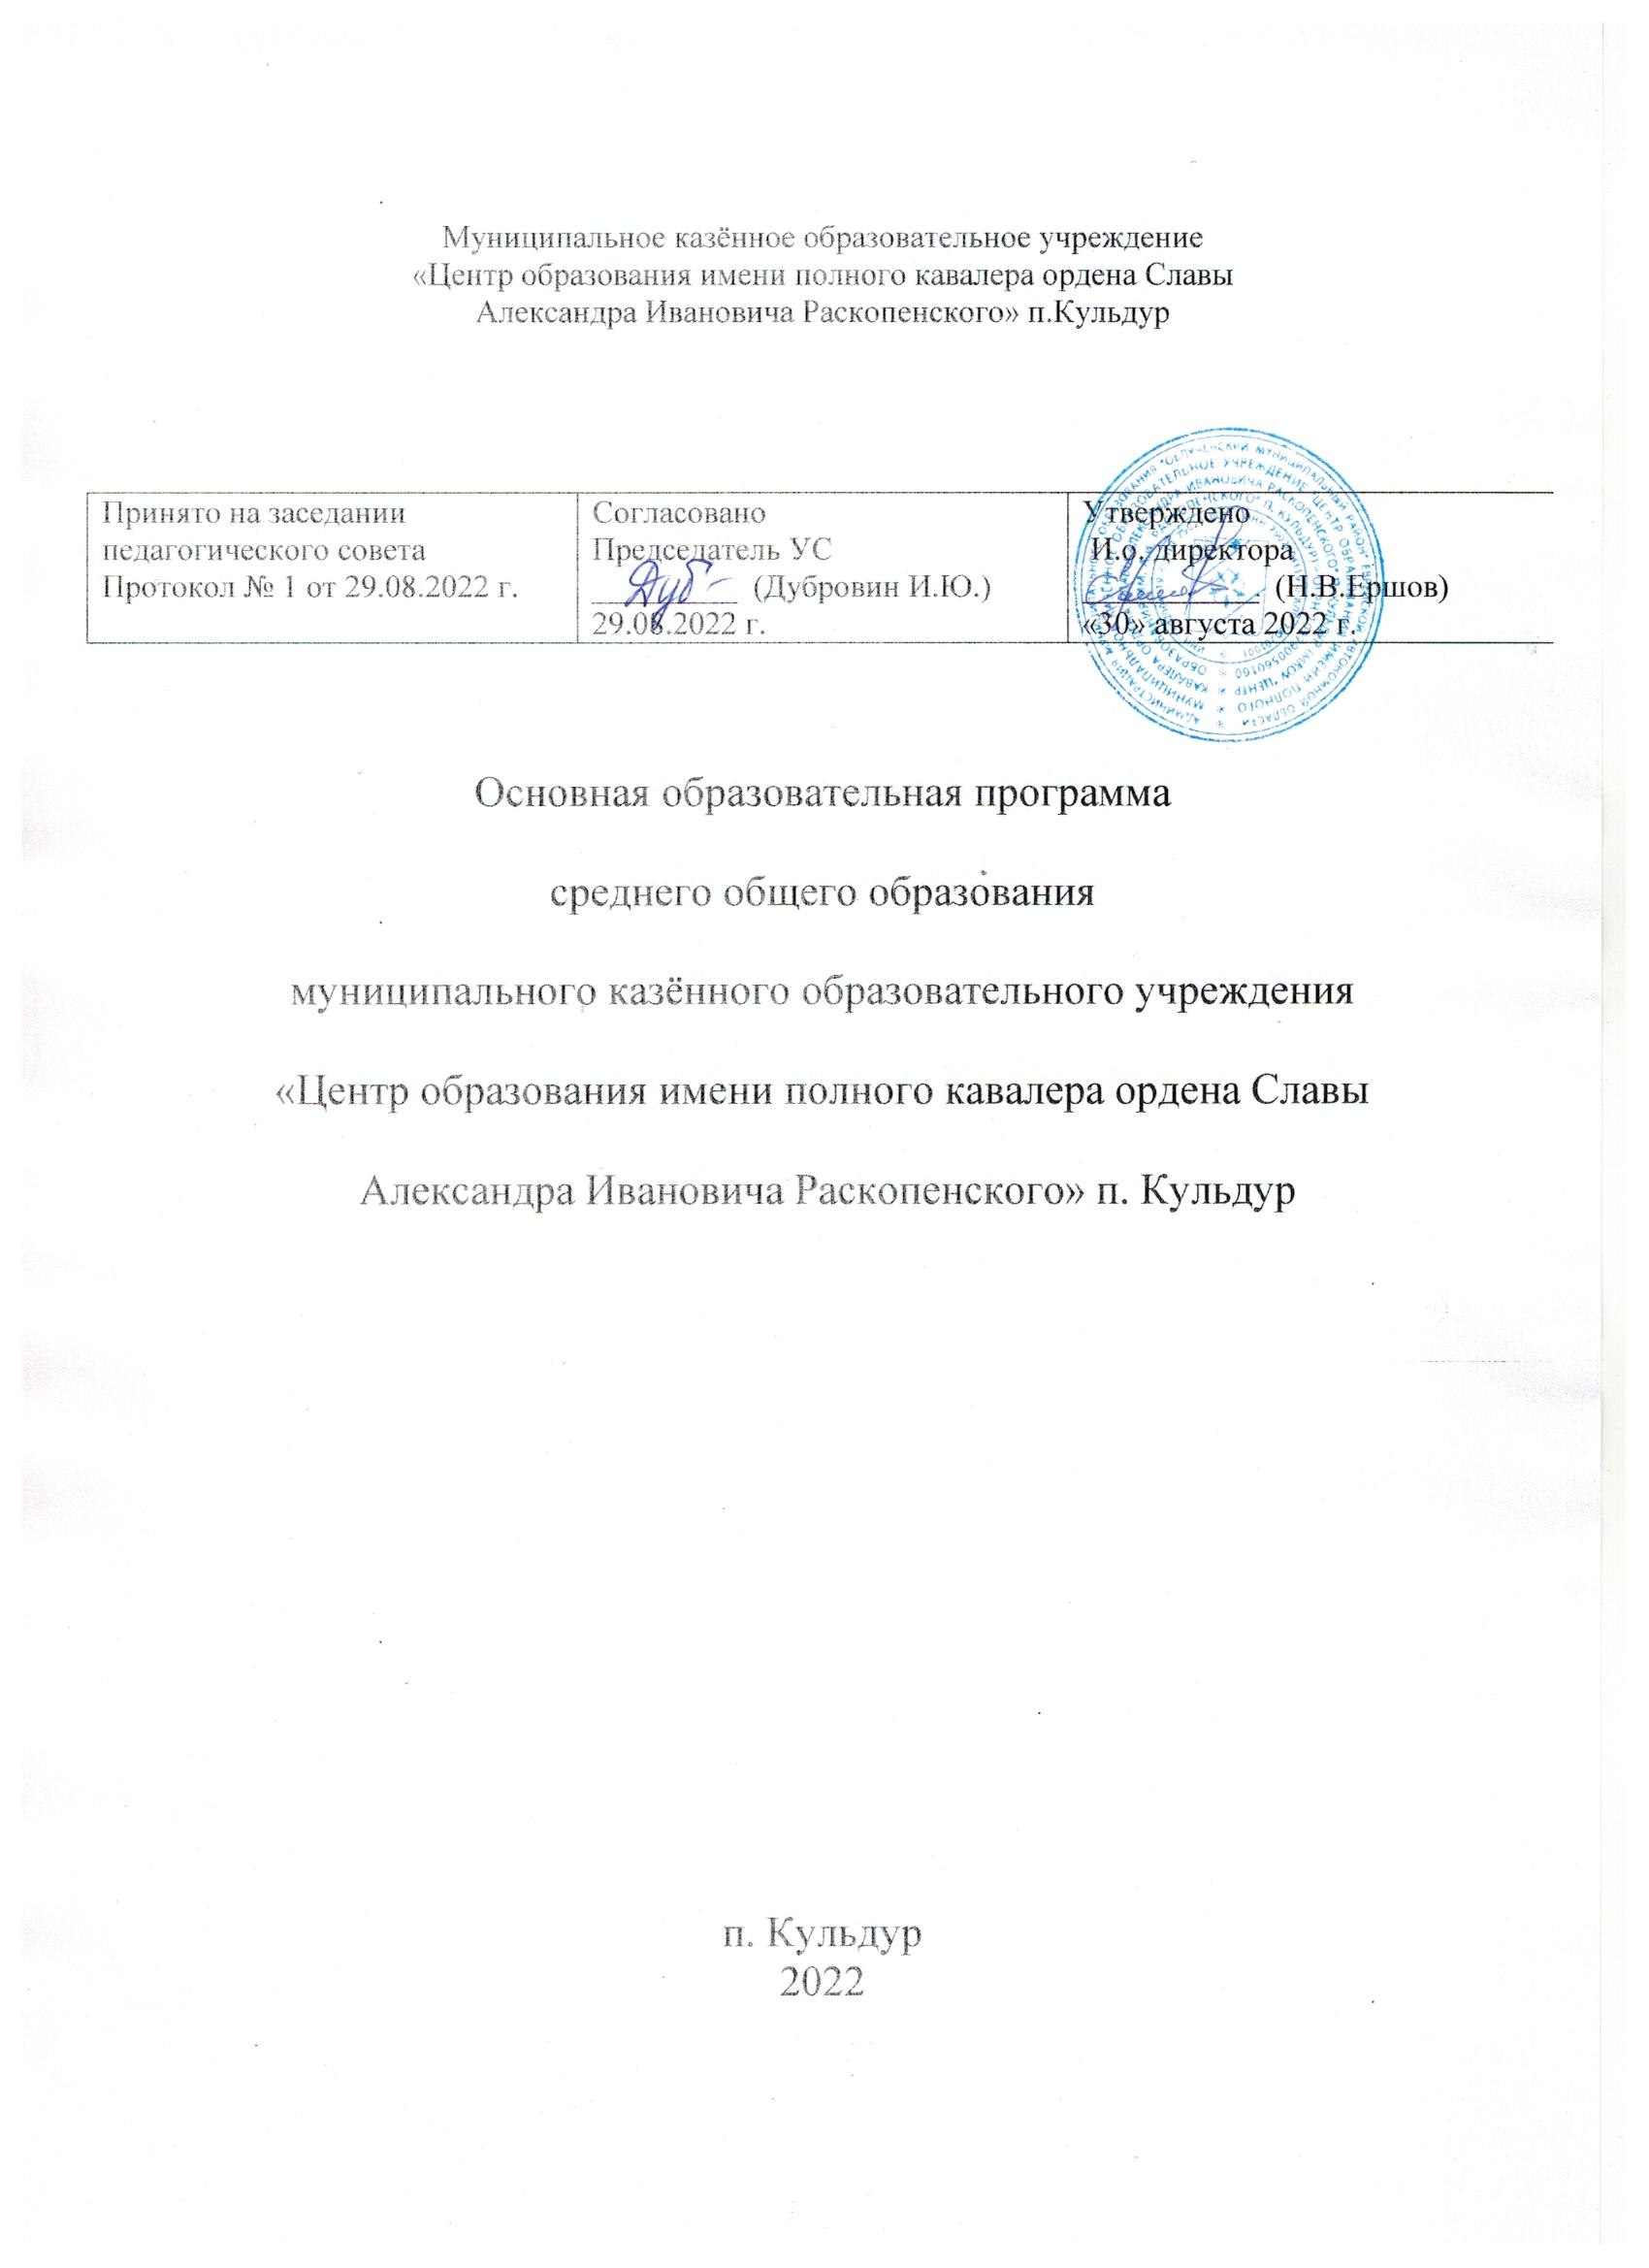 Муниципальное казённое образовательное учреждение
«Центр образования имени полного кавалера ордена Славы
Александра Ивановича Раскопенского» п.Кульдур
Принято на заседании
педагогического совета
Протокол № 1 от 29.08.2022 г.
Согласовано
Председатель УС
Дуб (Дубровин И.Ю.)
29.08.2022 г.
Утверждено
И.о. директора
(Н.В.Ершов)
«30» августа 2022 г.
Основная образовательная программа
среднего общего образования
муниципального казённого образовательного учреждения
«Центр образования имени полного кавалера ордена Славы
Александра Ивановича Раскопенского» п. Кульдур
п. Кульдур
2022